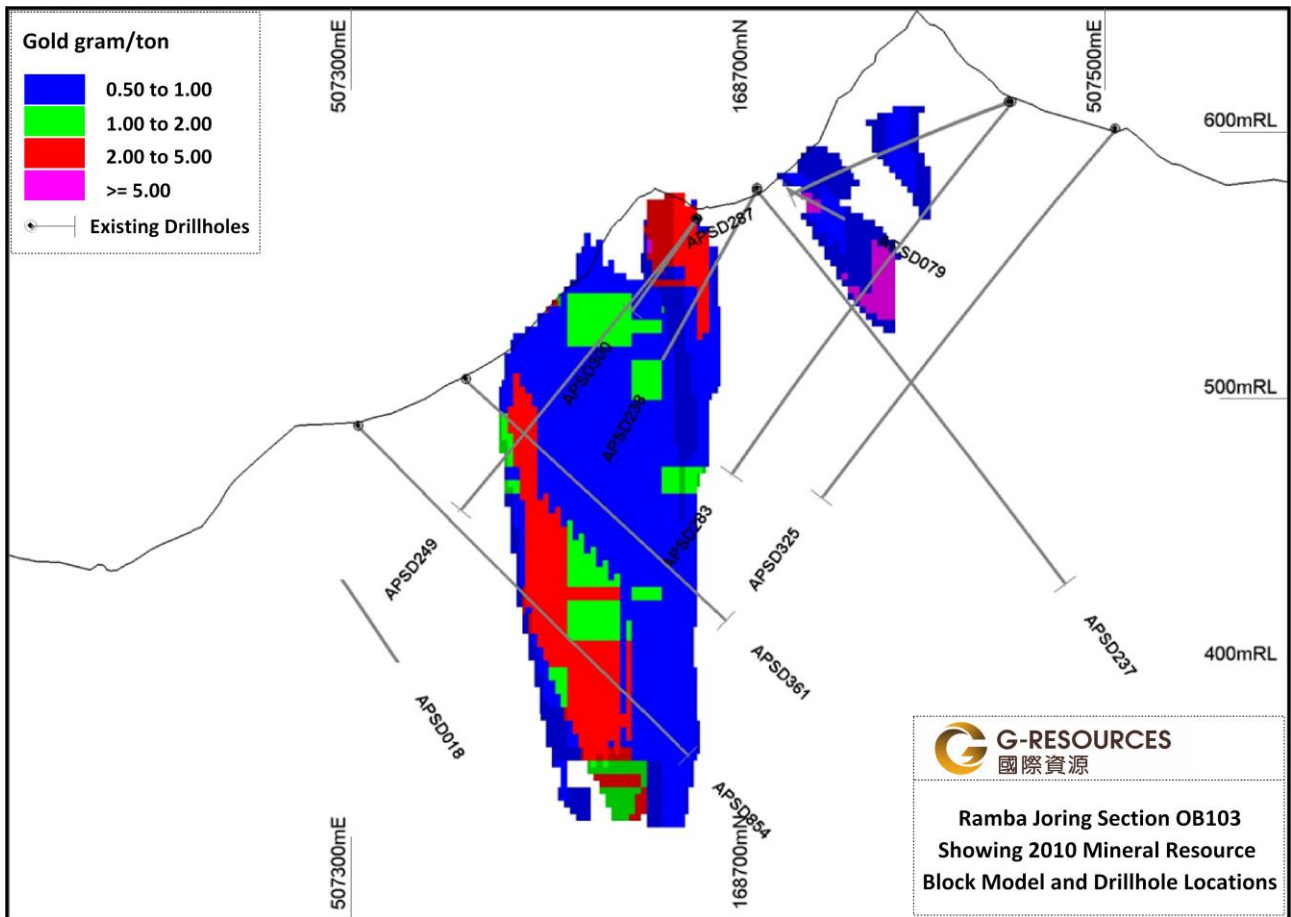 Gold gram/ton
0.50 to 1.00
1.00 to 2.00
2.00 to 5.00
>= 5.00
Existing Drillholes
507300mE
168700mN
507500mE
600mRL
500mRL
400mRL
APSD287
APSD079
APSD300
APSD238
APSD249
APSD283
APSD325
APSD361
APSD237
APSD018
APSD854
507300mE
168700mN
G-RESOURCES
國際資源
Ramba Joring Section OB103
Showing 2010 Mineral Resource
Block Model and Drillhole Locations